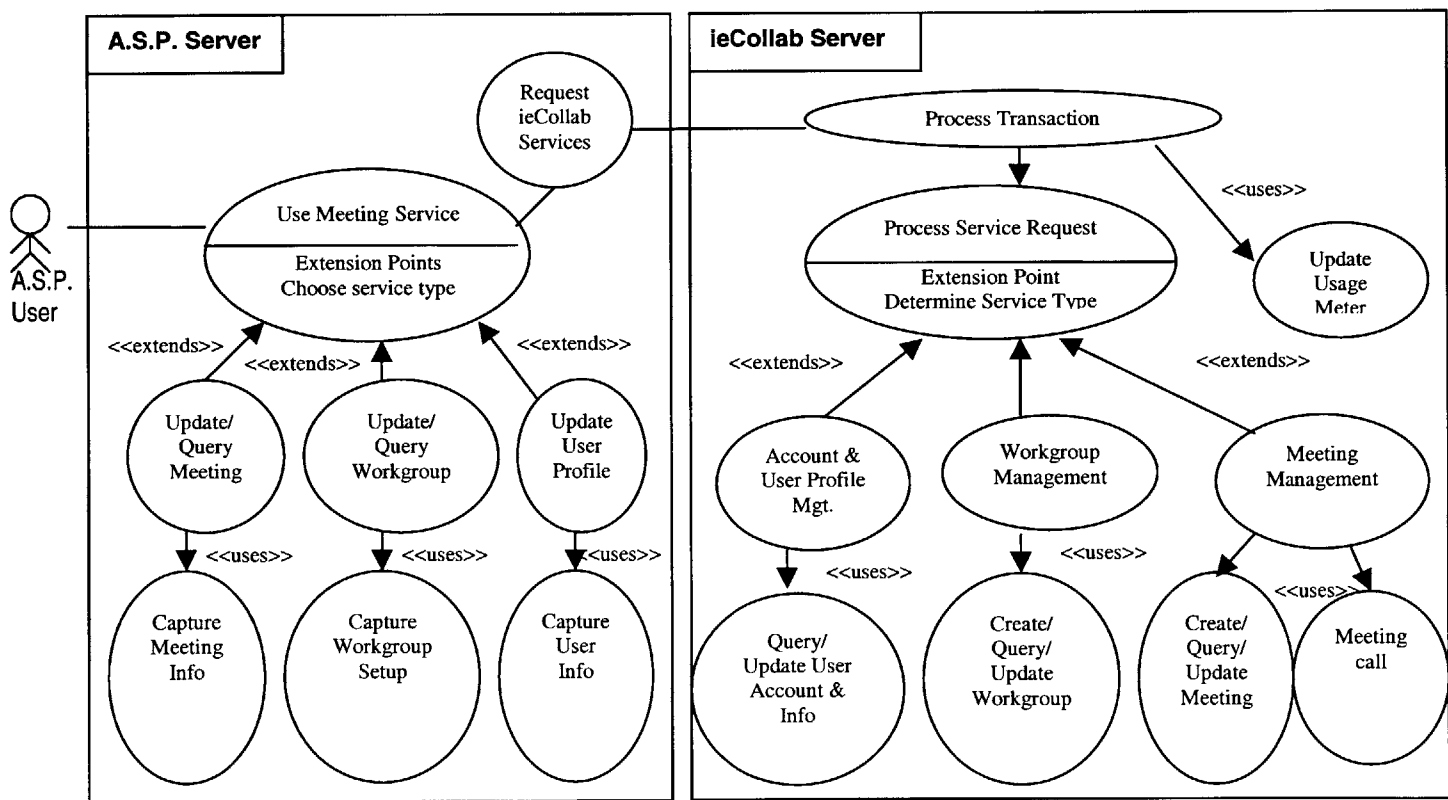 A.S.P. Server
Request
ieCollab
Services
Use Meeting Service
Extension Points
Choose service type
A.S.P.
User
<<extends>>
<<extends>>
<<extends>>
Update/
Query
Meeting
Update/
Query
Workgroup
Update
User
Profile
<<uses>>
<<uses>>
<<uses>>
Capture
Meeting
Info
Capture
Workgroup
Setup
Capture
User
Info
ieCollab Server
Process Transaction
<<uses>>
Process Service Request
Extension Point
Determine Service Type
Update
Usage
Meter
<<extends>>
<<extends>>
Account &
User Profile
Mgt.
Workgroup
Management
Meeting
Management
<<uses>>
<<uses>>
<<uses>>
Query/
Update User
Account &
Info
Create/
Query/
Update
Workgroup
Create/
Query/
Update
Meeting
Meeting
call